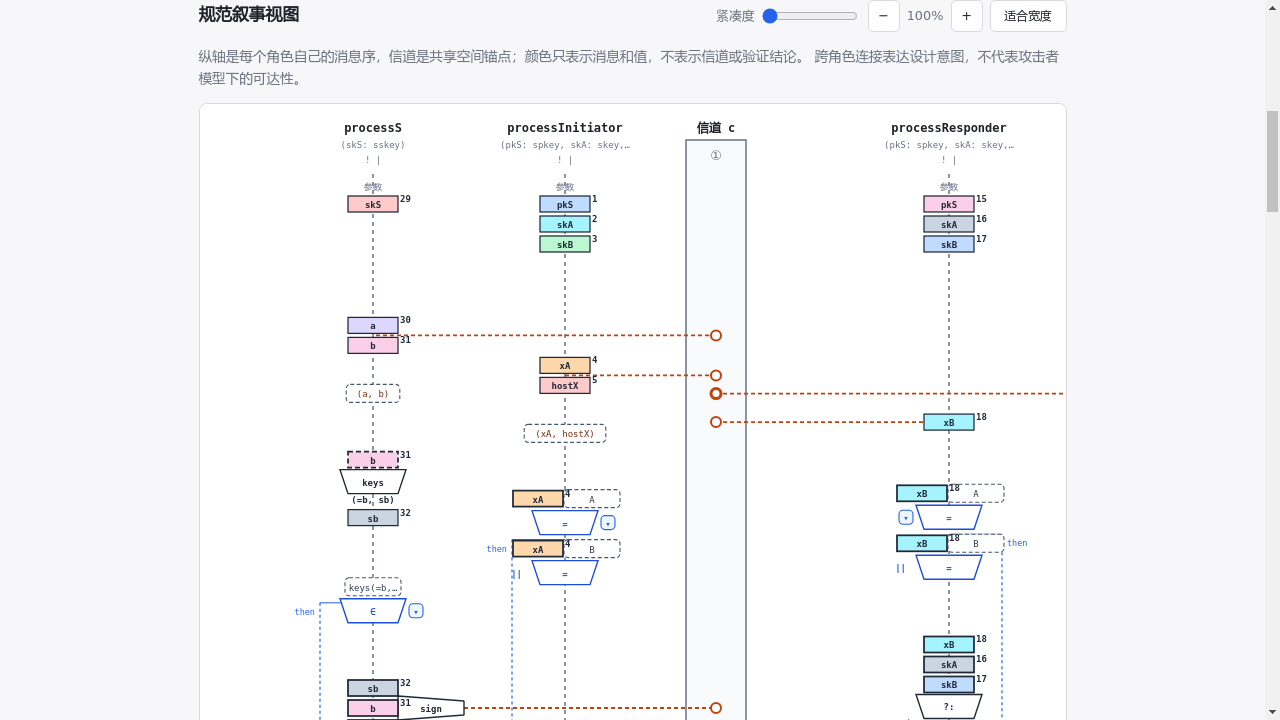 规范叙事视图
紧凑度
−
100%
+
适合宽度
纵轴是每个角色自己的消息序，信道是共享空间锚点；颜色只表示消息和值，不表示信道或验证结论。 跨角色连接表达设计意图，不代表攻击者
模型下的可达性。
processS
processInitiator
信道 c
processResponder
(skS: sskey)
(pkS: spkey, skA: skey,…
(pkS: spkey, skA: skey,…
! |
! |
①
! |
参数
参数
参数
skS 29
pkS 1
pkS 15
skA 2
skA 16
skB 3
skB 17
a 30
b 31
xA 4
hostX 5
(a, b)
xB 18
(xA, hostX)
b 31
keys
(=b, sb)
sb 32
xA 4 A
=
then xA 4 B
|| =
xB 18 A
=
xB 18 B then
|| =
keys(=b,…
then ∈
xB 18
skA 16
skB 17
?:
sb 32
b 31 sign